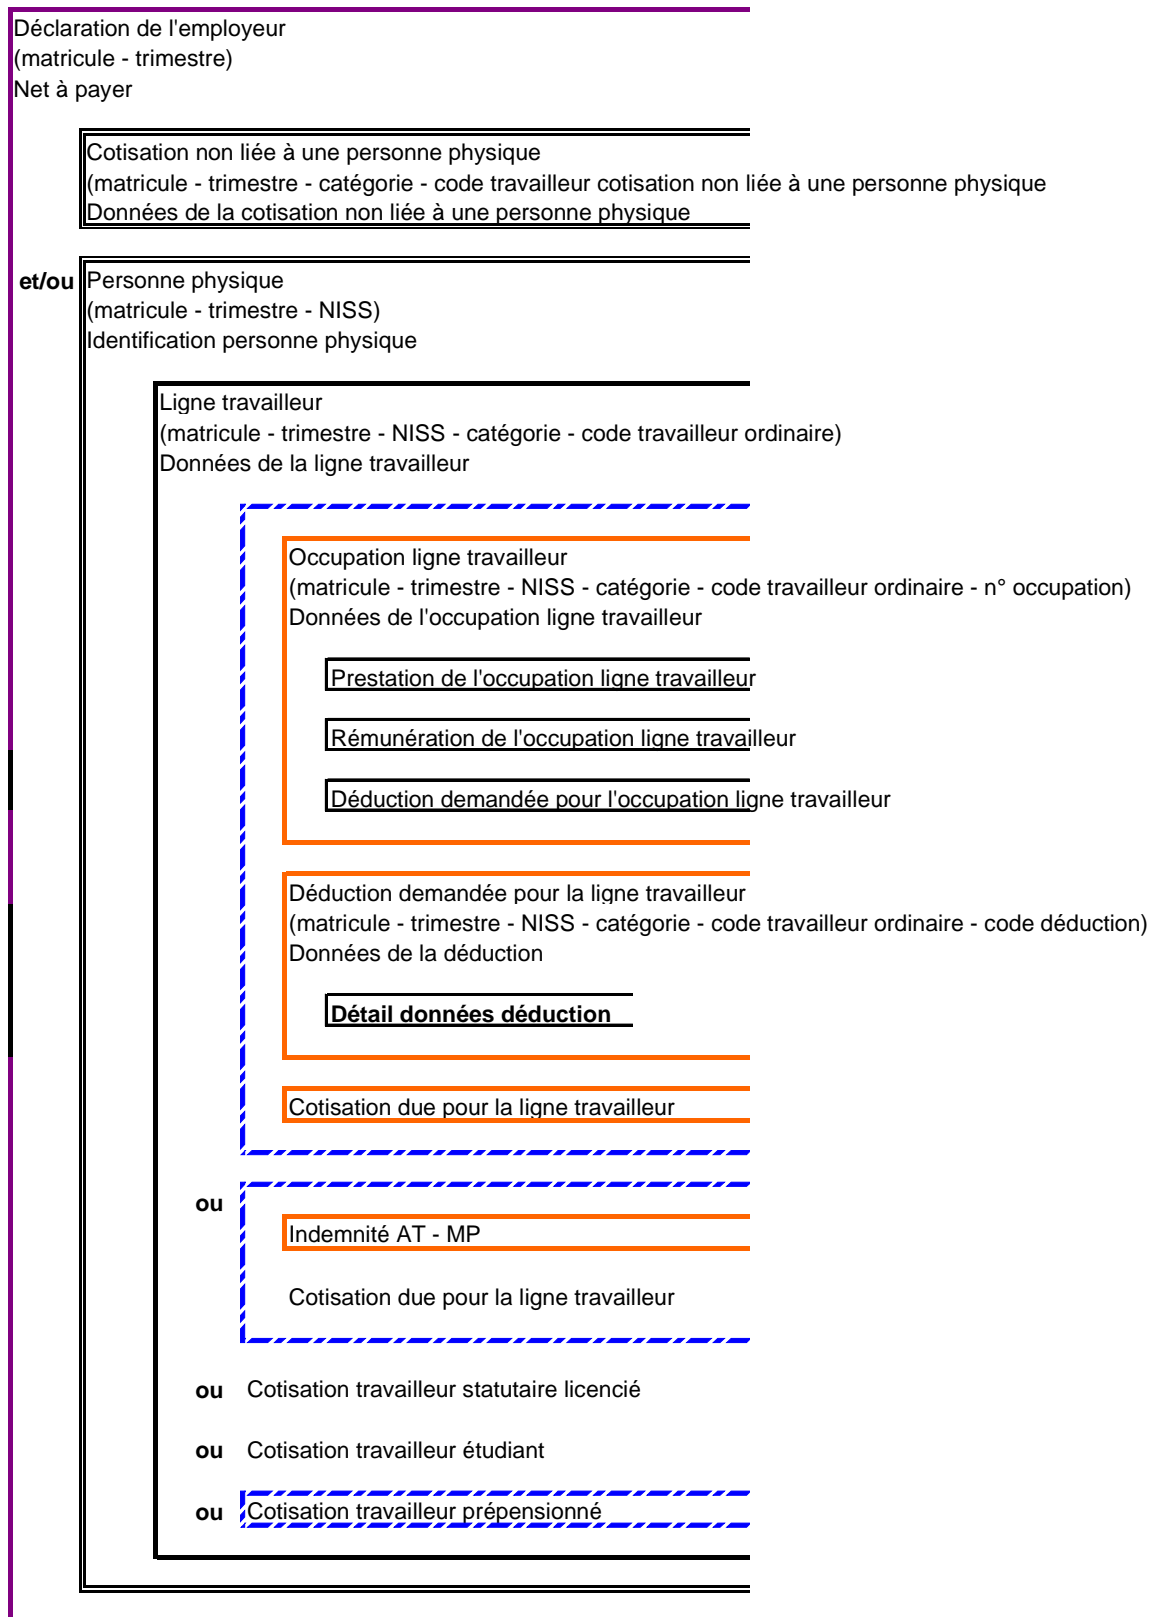 Déclaration de l'employeur
(matricule - trimestre)
Net à payer
Cotisation non liée à une personne physique
(matricule - trimestre - catégorie - code travailleur cotisation non liée à une personne physique
Données de la cotisation non liée à une personne physique
et/ou Personne physique
(matricule - trimestre - NISS)
Identification personne physique
Ligne travailleur
(matricule - trimestre - NISS - catégorie - code travailleur ordinaire)
Données de la ligne travailleur
Occupation ligne travailleur
(matricule - trimestre - NISS - catégorie - code travailleur ordinaire - n° occupation)
Données de l'occupation ligne travailleur
Prestation de l'occupation ligne travailleur
Rémunération de l'occupation ligne travailleur
Déduction demandée pour l'occupation ligne travailleur
Déduction demandée pour la ligne travailleur
(matricule - trimestre - NISS - catégorie - code travailleur ordinaire - code déduction)
Données de la déduction
Détail données déduction
Cotisation due pour la ligne travailleur
ou
Indemnité AT - MP
Cotisation due pour la ligne travailleur
ou Cotisation travailleur statutaire licencié
ou Cotisation travailleur étudiant
ou Cotisation travailleur prépensionné